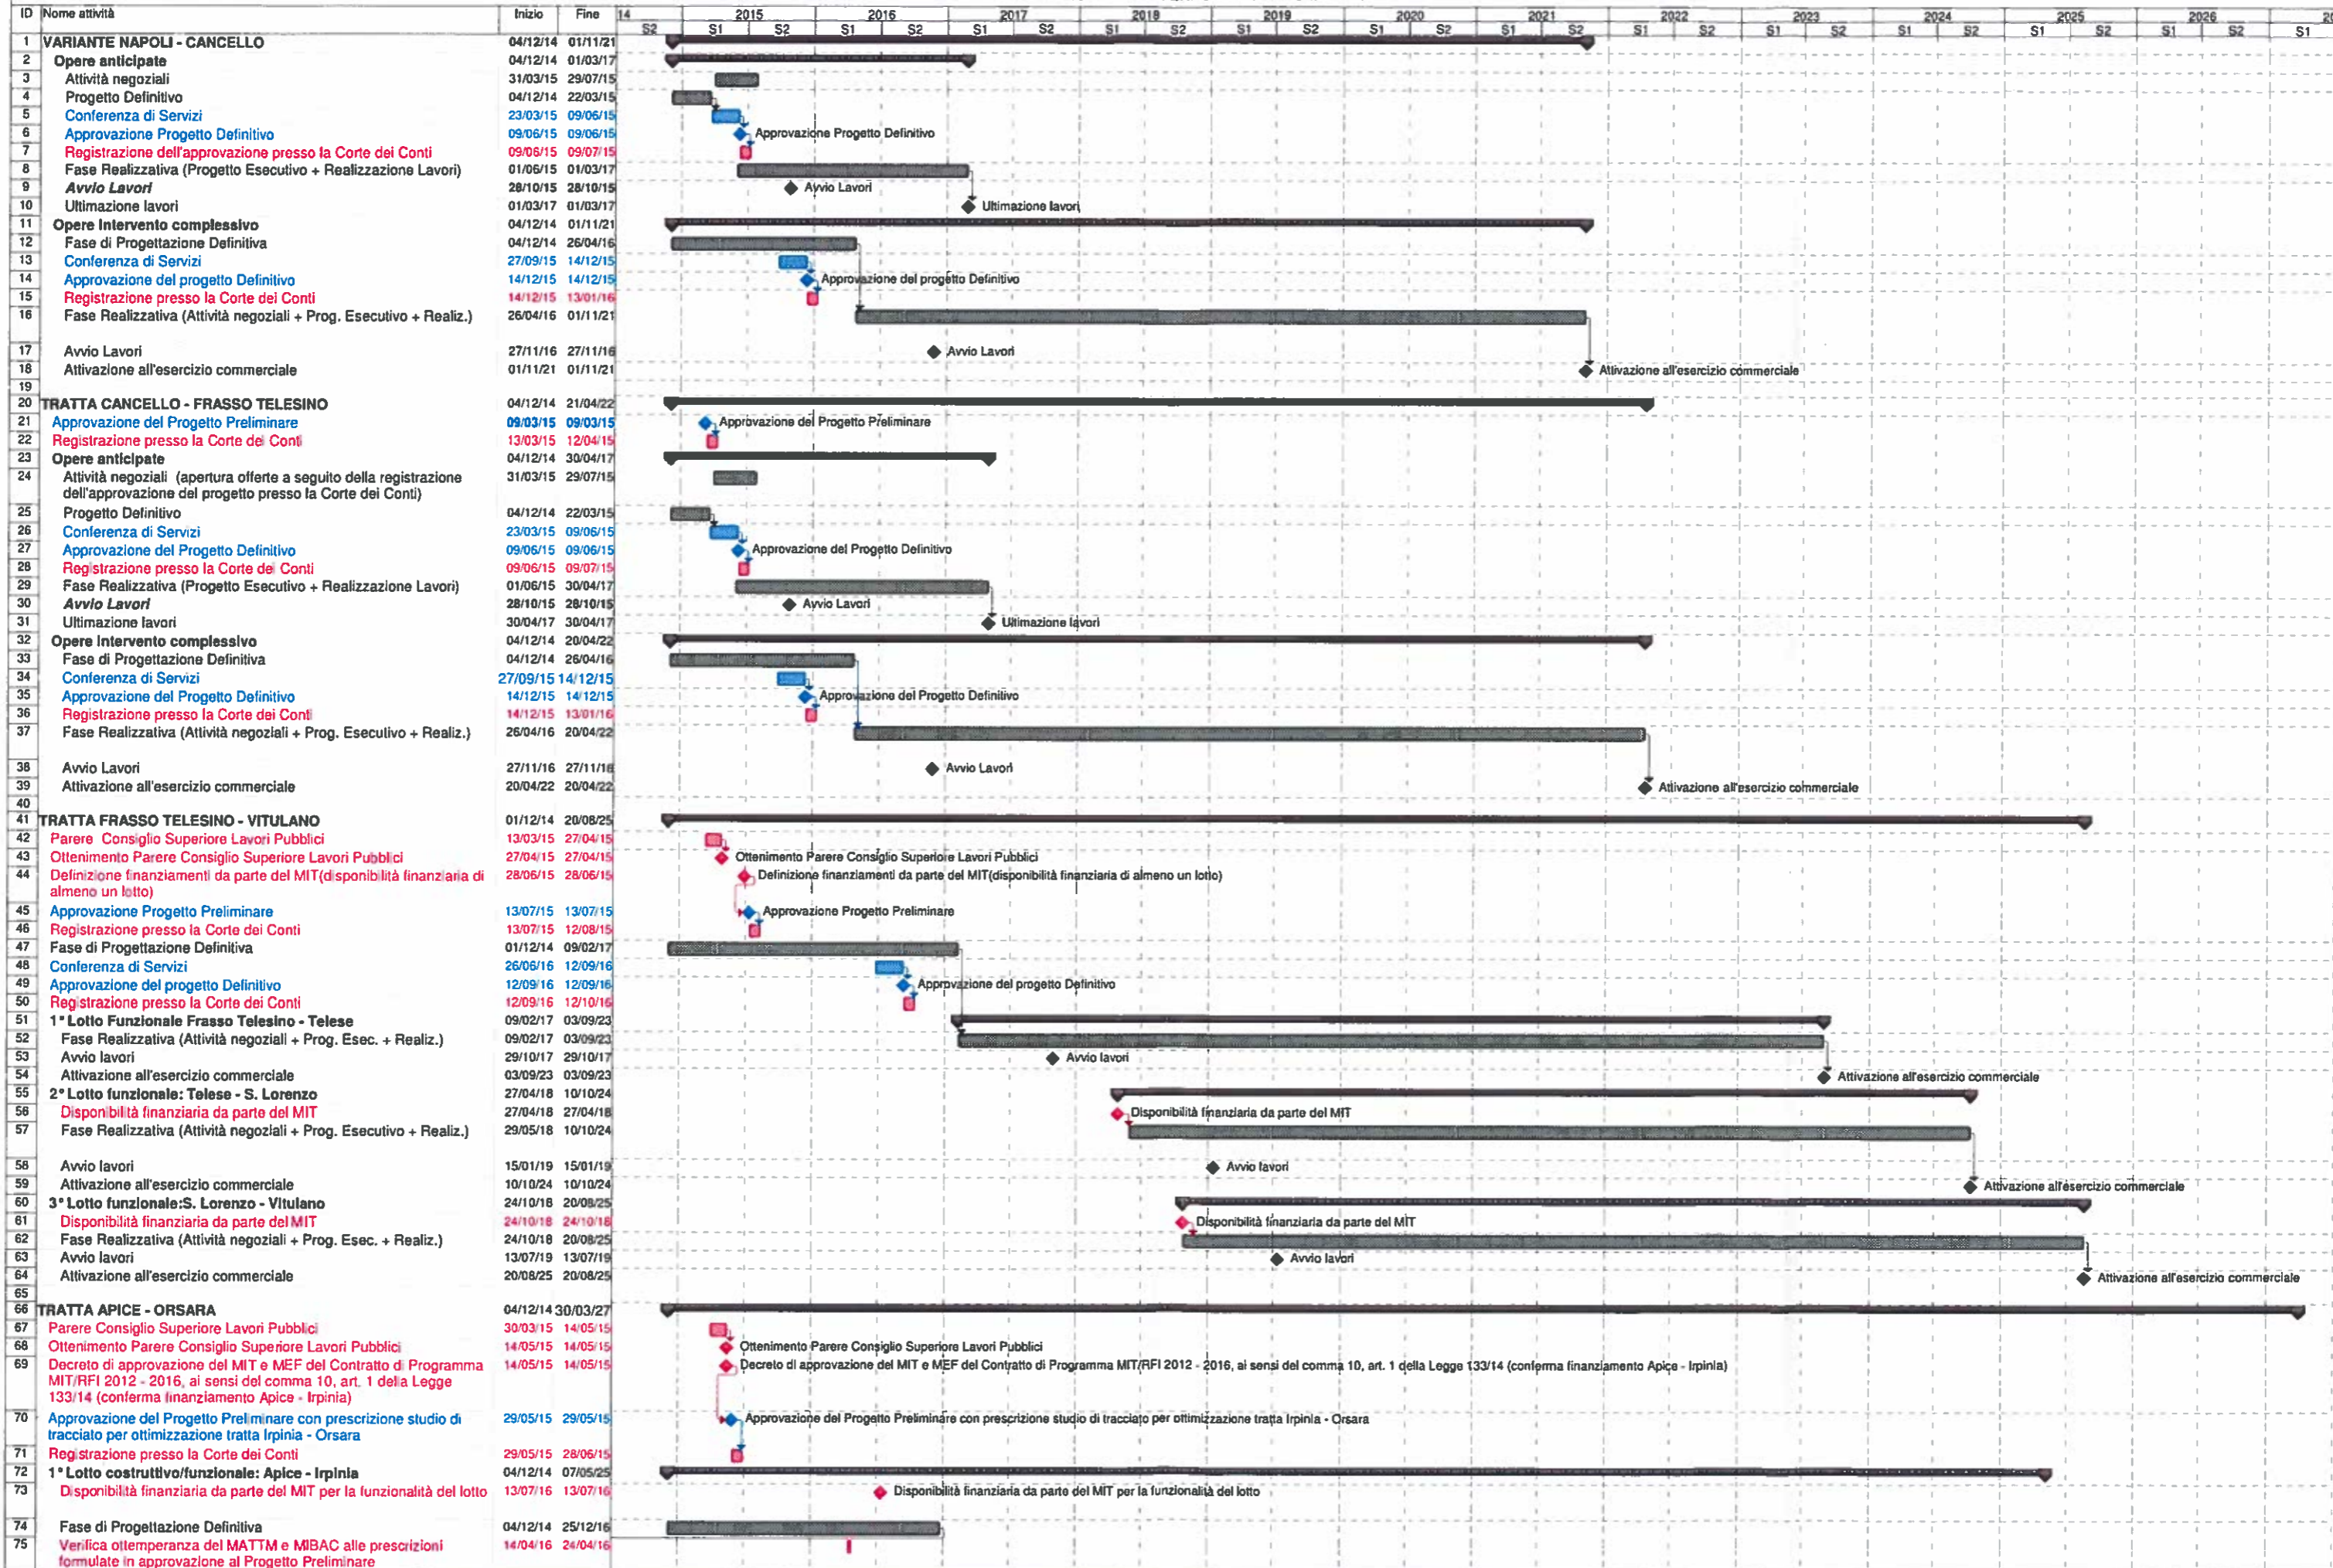 ID Nome attività Inizio Fine 14 2015 2016 2017 2018 2019 2020 2021 2022 2023 2024 2025 2026
S2 S1 S2 S1 S2 S1 S2 S1 S2 S1 S2 S1 S2 S1 S2 S1 S2 S1 S2 S1 S2 S1 S2 S1 S2 S1
1 VARIANTE NAPOLI - CANCELLO 04/12/14 01/11/21
2 Opere anticipate 04/12/14 01/03/17
3 Attività negoziali 31/03/15 29/07/15
4 Progetto Definitivo 04/12/14 22/03/15
5 Conferenza di Servizi 23/03/15 09/06/15
6 Approvazione Progetto Definitivo 09/06/15 09/06/15 Approvazione Progetto Definitivo
7 Registrazione dell'approvazione presso la Corte dei Conti 09/06/15 09/07/15
8 Fase Realizzativa (Progetto Esecutivo + Realizzazione Lavori) 01/06/15 01/03/17
9 Avvio Lavori 28/10/15 28/10/15 Avvio Lavori
10 Ultimazione lavori 01/03/17 01/03/17 Ultimazione lavori
11 Opere Intervento complessivo 04/12/14 01/11/21
12 Fase di Progettazione Definitiva 04/12/14 26/04/16
13 Conferenza di Servizi 27/09/15 14/12/15
14 Approvazione del progetto Definitivo 14/12/15 14/12/15 Approvazione del progetto Definitivo
15 Registrazione presso la Corte dei Conti 14/12/15 13/01/16
16 Fase Realizzativa (Attività negoziali + Prog. Esecutivo + Realiz.) 26/04/16 01/11/21
17 Avvio Lavori 27/11/16 27/11/16 Avvio Lavori
18 Attivazione all'esercizio commerciale 01/11/21 01/11/21 Attivazione all'esercizio commerciale
19
20 TRATTA CANCELLO - FRASSO TELESINO 04/12/14 21/04/22
21 Approvazione del Progetto Preliminare 09/03/15 09/03/15 Approvazione del Progetto Preliminare
22 Registrazione presso la Corte dei Conti 13/03/15 12/04/15
23 Opere anticipate 04/12/14 30/04/17
24 Attività negoziali (apertura offerte a seguito della registrazione 31/03/15 29/07/15
dell'approvazione del progetto presso la Corte dei Conti)
25 Progetto Definitivo 04/12/14 22/03/15
26 Conferenza di Servizi 23/03/15 09/06/15
27 Approvazione del Progetto Definitivo 09/06/15 09/06/15 Approvazione del Progetto Definitivo
28 Registrazione presso la Corte dei Conti 09/06/15 09/07/15
29 Fase Realizzativa (Progetto Esecutivo + Realizzazione Lavori) 01/06/15 30/04/17
30 Avvio Lavori 28/10/15 28/10/15 Avvio Lavori
31 Ultimazione lavori 30/04/17 30/04/17 Ultimazione lavori
32 Opere Intervento complessivo 04/12/14 20/04/22
33 Fase di Progettazione Definitiva 04/12/14 26/04/16
34 Conferenza di Servizi 27/09/15 14/12/15
35 Approvazione del Progetto Definitivo 14/12/15 14/12/15 Approvazione del Progetto Definitivo
36 Registrazione presso la Corte dei Conti 14/12/15 13/01/16
37 Fase Realizzativa (Attività negoziali + Prog. Esecutivo + Realiz.) 26/04/16 20/04/22
38 Avvio Lavori 27/11/16 27/11/16 Avvio Lavori
39 Attivazione all'esercizio commerciale 20/04/22 20/04/22 Attivazione all'esercizio commerciale
40
41 TRATTA FRASSO TELESINO - VITULANO 01/12/14 20/08/25
42 Parere Consiglio Superiore Lavori Pubblici 13/03/15 27/04/15
43 Ottenimento Parere Consiglio Superiore Lavori Pubblici 27/04/15 27/04/15 Ottenimento Parere Consiglio Superiore Lavori Pubblici
44 Definizione finanziamenti da parte del MIT(disponibilità finanziaria di 28/06/15 28/06/15 Definizione finanziamenti da parte del MIT(disponibilità finanziaria di almeno un lotto)
almeno un lotto)
45 Approvazione Progetto Preliminare 13/07/15 13/07/15 Approvazione Progetto Preliminare
46 Registrazione presso la Corte dei Conti 13/07/15 12/08/15
47 Fase di Progettazione Definitiva 01/12/14 09/02/17
48 Conferenza di Servizi 26/06/16 12/09/16
49 Approvazione del progetto Definitivo 12/09/16 12/09/16 Approvazione del progetto Definitivo
50 Registrazione presso la Corte dei Conti 12/09/16 12/10/16
51 1° Lotto Funzionale Frasso Telesino - Telese 09/02/17 03/09/23
52 Fase Realizzativa (Attività negoziali + Prog. Esec. + Realiz.) 09/02/17 03/09/23
53 Avvio lavori 29/10/17 29/10/17 Avvio lavori
54 Attivazione all'esercizio commerciale 03/09/23 03/09/23 Attivazione all'esercizio commerciale
55 2° Lotto funzionale: Telese - S. Lorenzo 27/04/18 10/10/24
56 Disponibilità finanziaria da parte del MIT 27/04/18 27/04/18 Disponibilità finanziaria da parte del MIT
57 Fase Realizzativa (Attività negoziali + Prog. Esecutivo + Realiz.) 29/05/18 10/10/24
58 Avvio lavori 15/01/19 15/01/19 Avvio lavori
59 Attivazione all'esercizio commerciale 10/10/24 10/10/24 Attivazione all'esercizio commerciale
60 3° Lotto funzionale:S. Lorenzo - Vitulano 24/10/18 20/08/25
61 Disponibilità finanziaria da parte del MIT 24/10/18 24/10/18 Disponibilità finanziaria da parte del MIT
62 Fase Realizzativa (Attività negoziali + Prog. Esec. + Realiz.) 24/10/18 20/08/25
63 Avvio lavori 13/07/19 13/07/19 Avvio lavori
64 Attivazione all'esercizio commerciale 20/08/25 20/08/25 Attivazione all'esercizio commerciale
65
66 TRATTA APICE - ORSARA 04/12/14 30/03/27
67 Parere Consiglio Superiore Lavori Pubblici 30/03/15 14/05/15
68 Ottenimento Parere Consiglio Superiore Lavori Pubblici 14/05/15 14/05/15 Ottenimento Parere Consiglio Superiore Lavori Pubblici
69 Decreto di approvazione del MIT e MEF del Contratto di Programma 14/05/15 14/05/15 Decreto di approvazione del MIT e MEF del Contratto di Programma MIT/RFI 2012 - 2016, ai sensi del comma 10, art. 1 della Legge 133/14 (conferma finanziamento Apice - Irpinia)
MIT/RFI 2012 - 2016, ai sensi del comma 10, art. 1 della Legge
133/14 (conferma finanziamento Apice - Irpinia)
70 Approvazione del Progetto Preliminare con prescrizione studio di 29/05/15 29/05/15 Approvazione del Progetto Preliminare con prescrizione studio di tracciato per ottimizzazione tratta Irpinia - Orsara
tracciato per ottimizzazione tratta Irpinia - Orsara
71 Registrazione presso la Corte dei Conti 29/05/15 28/06/15
72 1° Lotto costruttivo/funzionale: Apice - Irpinia 04/12/14 07/05/25
73 Disponibilità finanziaria da parte del MIT per la funzionalità del lotto 13/07/16 13/07/16 Disponibilità finanziaria da parte del MIT per la funzionalità del lotto
74 Fase di Progettazione Definitiva 04/12/14 25/12/16
75 Verifica ottemperanza del MATTM e MIBAC alle prescrizioni 14/04/16 24/04/16
formulate in approvazione al Progetto Preliminare